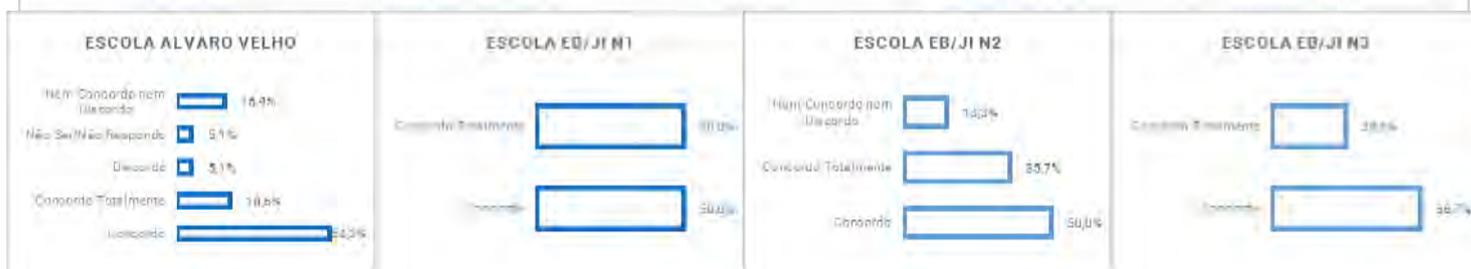 ESCOLA ALVARO VELHO
Nem Concordo nem
Discordo
Não Sei/Não Respondo 5,1%
Discordo 5,1%
Concordo Totalmente 18,6%
Concordo
ESCOLA EB/JI N1
Concordo Totalmente
Concordo 50,0%
ESCOLA EB/JI N2
Nem Concordo nem
Discordo
Concordo Totalmente 35,7%
Concordo 50,0%
ESCOLA EB/JI N3
Concordo Totalmente
Concordo